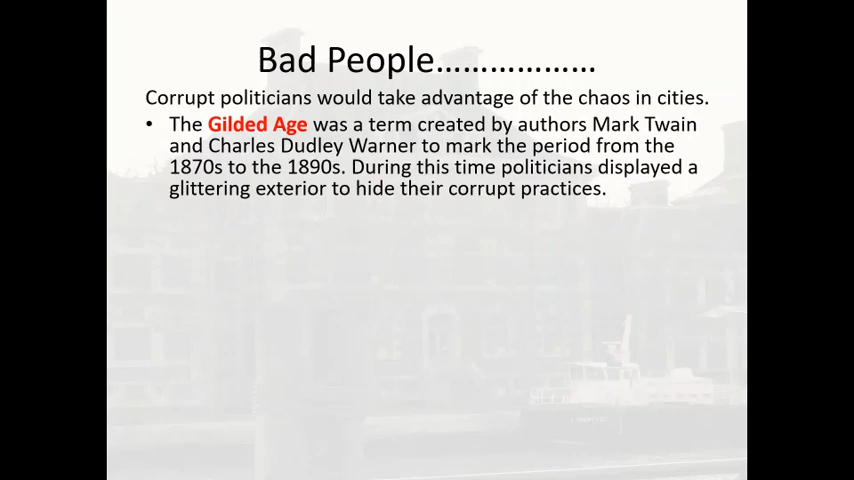 Bad People………………
Corrupt politicians would take advantage of the chaos in cities.
• The Gilded Age was a term created by authors Mark Twain
and Charles Dudley Warner to mark the period from the
1870s to the 1890s. During this time politicians displayed a
glittering exterior to hide their corrupt practices.